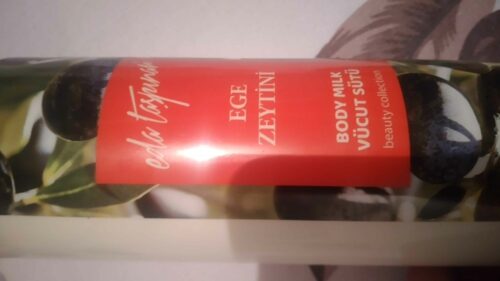 eda taşpınar
EGE
ZEYTİNİ
BODY MILK
VÜCUT SÜTÜ
beauty collection